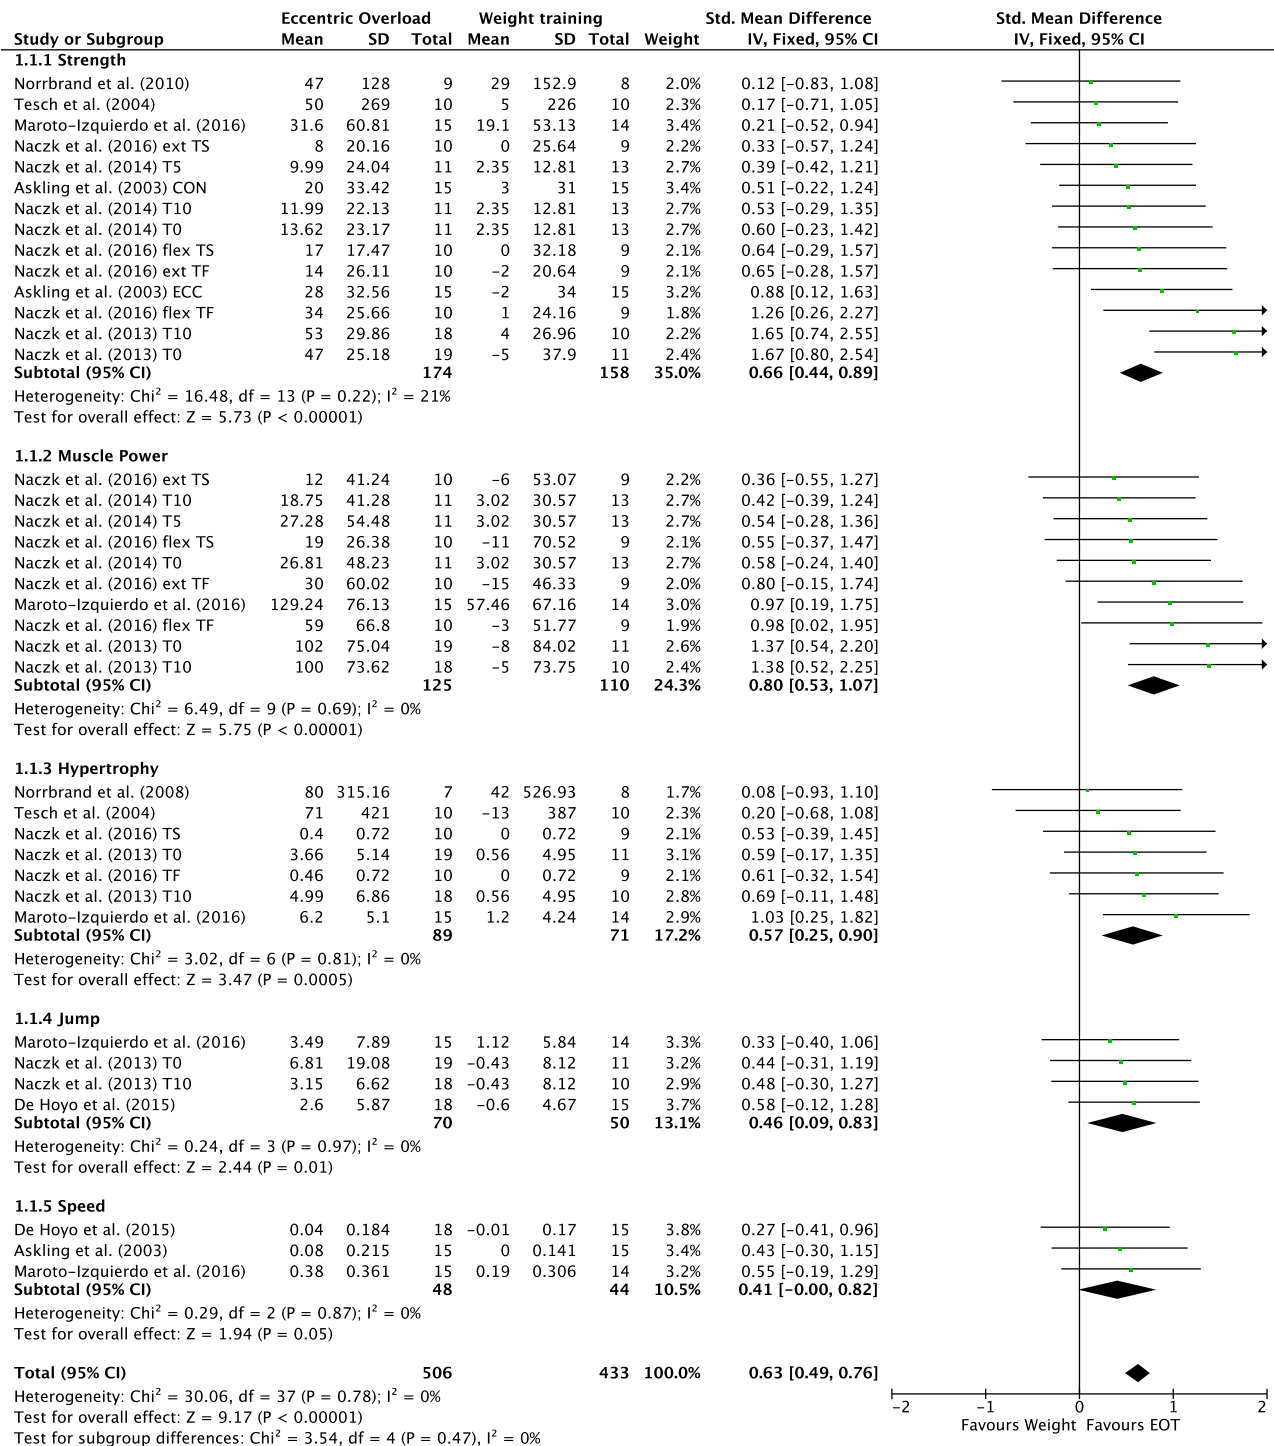 Eccentric Overload Weight training Std. Mean Difference Std. Mean Difference
Study or Subgroup Mean SD Total Mean SD Total Weight IV, Fixed, 95% CI IV, Fixed, 95% CI
1.1.1 Strength
Norrbrand et al. (2010) 47 128 9 29 152.9 8 2.0% 0.12 [−0.83, 1.08]
Tesch et al. (2004) 50 269 10 5 226 10 2.3% 0.17 [−0.71, 1.05]
Maroto−Izquierdo et al. (2016) 31.6 60.81 15 19.1 53.13 14 3.4% 0.21 [−0.52, 0.94]
Naczk et al. (2016) ext TS 8 20.16 10 0 25.64 9 2.2% 0.33 [−0.57, 1.24]
Naczk et al. (2014) T5 9.99 24.04 11 2.35 12.81 13 2.7% 0.39 [−0.42, 1.21]
Askling et al. (2003) CON 20 33.42 15 3 31 15 3.4% 0.51 [−0.22, 1.24]
Naczk et al. (2014) T10 11.99 22.13 11 2.35 12.81 13 2.7% 0.53 [−0.29, 1.35]
Naczk et al. (2014) T0 13.62 23.17 11 2.35 12.81 13 2.7% 0.60 [−0.23, 1.42]
Naczk et al. (2016) flex TS 17 17.47 10 0 32.18 9 2.1% 0.64 [−0.29, 1.57]
Naczk et al. (2016) ext TF 14 26.11 10 −2 20.64 9 2.1% 0.65 [−0.28, 1.57]
Askling et al. (2003) ECC 28 32.56 15 −2 34 15 3.2% 0.88 [0.12, 1.63]
Naczk et al. (2016) flex TF 34 25.66 10 1 24.16 9 1.8% 1.26 [0.26, 2.27]
Naczk et al. (2013) T10 53 29.86 18 4 26.96 10 2.2% 1.65 [0.74, 2.55]
Naczk et al. (2013) T0 47 25.18 19 −5 37.9 11 2.4% 1.67 [0.80, 2.54]
Subtotal (95% CI) 174 158 35.0% 0.66 [0.44, 0.89]
Heterogeneity: Chi² = 16.48, df = 13 (P = 0.22); I² = 21%
Test for overall effect: Z = 5.73 (P < 0.00001)
1.1.2 Muscle Power
Naczk et al. (2016) ext TS 12 41.24 10 −6 53.07 9 2.2% 0.36 [−0.55, 1.27]
Naczk et al. (2014) T10 18.75 41.28 11 3.02 30.57 13 2.7% 0.42 [−0.39, 1.24]
Naczk et al. (2014) T5 27.28 54.48 11 3.02 30.57 13 2.7% 0.54 [−0.28, 1.36]
Naczk et al. (2016) flex TS 19 26.38 10 −11 70.52 9 2.1% 0.55 [−0.37, 1.47]
Naczk et al. (2014) T0 26.81 48.23 11 3.02 30.57 13 2.7% 0.58 [−0.24, 1.40]
Naczk et al. (2016) ext TF 30 60.02 10 −15 46.33 9 2.0% 0.80 [−0.15, 1.74]
Maroto−Izquierdo et al. (2016) 129.24 76.13 15 57.46 67.16 14 3.0% 0.97 [0.19, 1.75]
Naczk et al. (2016) flex TF 59 66.8 10 −3 51.77 9 1.9% 0.98 [0.02, 1.95]
Naczk et al. (2013) T0 102 75.04 19 −8 84.02 11 2.6% 1.37 [0.54, 2.20]
Naczk et al. (2013) T10 100 73.62 18 −5 73.75 10 2.4% 1.38 [0.52, 2.25]
Subtotal (95% CI) 125 110 24.3% 0.80 [0.53, 1.07]
Heterogeneity: Chi² = 6.49, df = 9 (P = 0.69); I² = 0%
Test for overall effect: Z = 5.75 (P < 0.00001)
1.1.3 Hypertrophy
Norrbrand et al. (2008) 80 315.16 7 42 526.93 8 1.7% 0.08 [−0.93, 1.10]
Tesch et al. (2004) 71 421 10 −13 387 10 2.3% 0.20 [−0.68, 1.08]
Naczk et al. (2016) TS 0.4 0.72 10 0 0.72 9 2.1% 0.53 [−0.39, 1.45]
Naczk et al. (2013) T0 3.66 5.14 19 0.56 4.95 11 3.1% 0.59 [−0.17, 1.35]
Naczk et al. (2016) TF 0.46 0.72 10 0 0.72 9 2.1% 0.61 [−0.32, 1.54]
Naczk et al. (2013) T10 4.99 6.86 18 0.56 4.95 10 2.8% 0.69 [−0.11, 1.48]
Maroto−Izquierdo et al. (2016) 6.2 5.1 15 1.2 4.24 14 2.9% 1.03 [0.25, 1.82]
Subtotal (95% CI) 89 71 17.2% 0.57 [0.25, 0.90]
Heterogeneity: Chi² = 3.02, df = 6 (P = 0.81); I² = 0%
Test for overall effect: Z = 3.47 (P = 0.0005)
1.1.4 Jump
Maroto−Izquierdo et al. (2016) 3.49 7.89 15 1.12 5.84 14 3.3% 0.33 [−0.40, 1.06]
Naczk et al. (2013) T0 6.81 19.08 19 −0.43 8.12 11 3.2% 0.44 [−0.31, 1.19]
Naczk et al. (2013) T10 3.15 6.62 18 −0.43 8.12 10 2.9% 0.48 [−0.30, 1.27]
De Hoyo et al. (2015) 2.6 5.87 18 −0.6 4.67 15 3.7% 0.58 [−0.12, 1.28]
Subtotal (95% CI) 70 50 13.1% 0.46 [0.09, 0.83]
Heterogeneity: Chi² = 0.24, df = 3 (P = 0.97); I² = 0%
Test for overall effect: Z = 2.44 (P = 0.01)
1.1.5 Speed
De Hoyo et al. (2015) 0.04 0.184 18 −0.01 0.17 15 3.8% 0.27 [−0.41, 0.96]
Askling et al. (2003) 0.08 0.215 15 0 0.141 15 3.4% 0.43 [−0.30, 1.15]
Maroto−Izquierdo et al. (2016) 0.38 0.361 15 0.19 0.306 14 3.2% 0.55 [−0.19, 1.29]
Subtotal (95% CI) 48 44 10.5% 0.41 [−0.00, 0.82]
Heterogeneity: Chi² = 0.29, df = 2 (P = 0.87); I² = 0%
Test for overall effect: Z = 1.94 (P = 0.05)
Total (95% CI) 506 433 100.0% 0.63 [0.49, 0.76]
Heterogeneity: Chi² = 30.06, df = 37 (P = 0.78); I² = 0%
Test for overall effect: Z = 9.17 (P < 0.00001)
Test for subgroup differences: Chi² = 3.54, df = 4 (P = 0.47), I² = 0%
−2 −1 0 1 2
Favours Weight Favours EOT